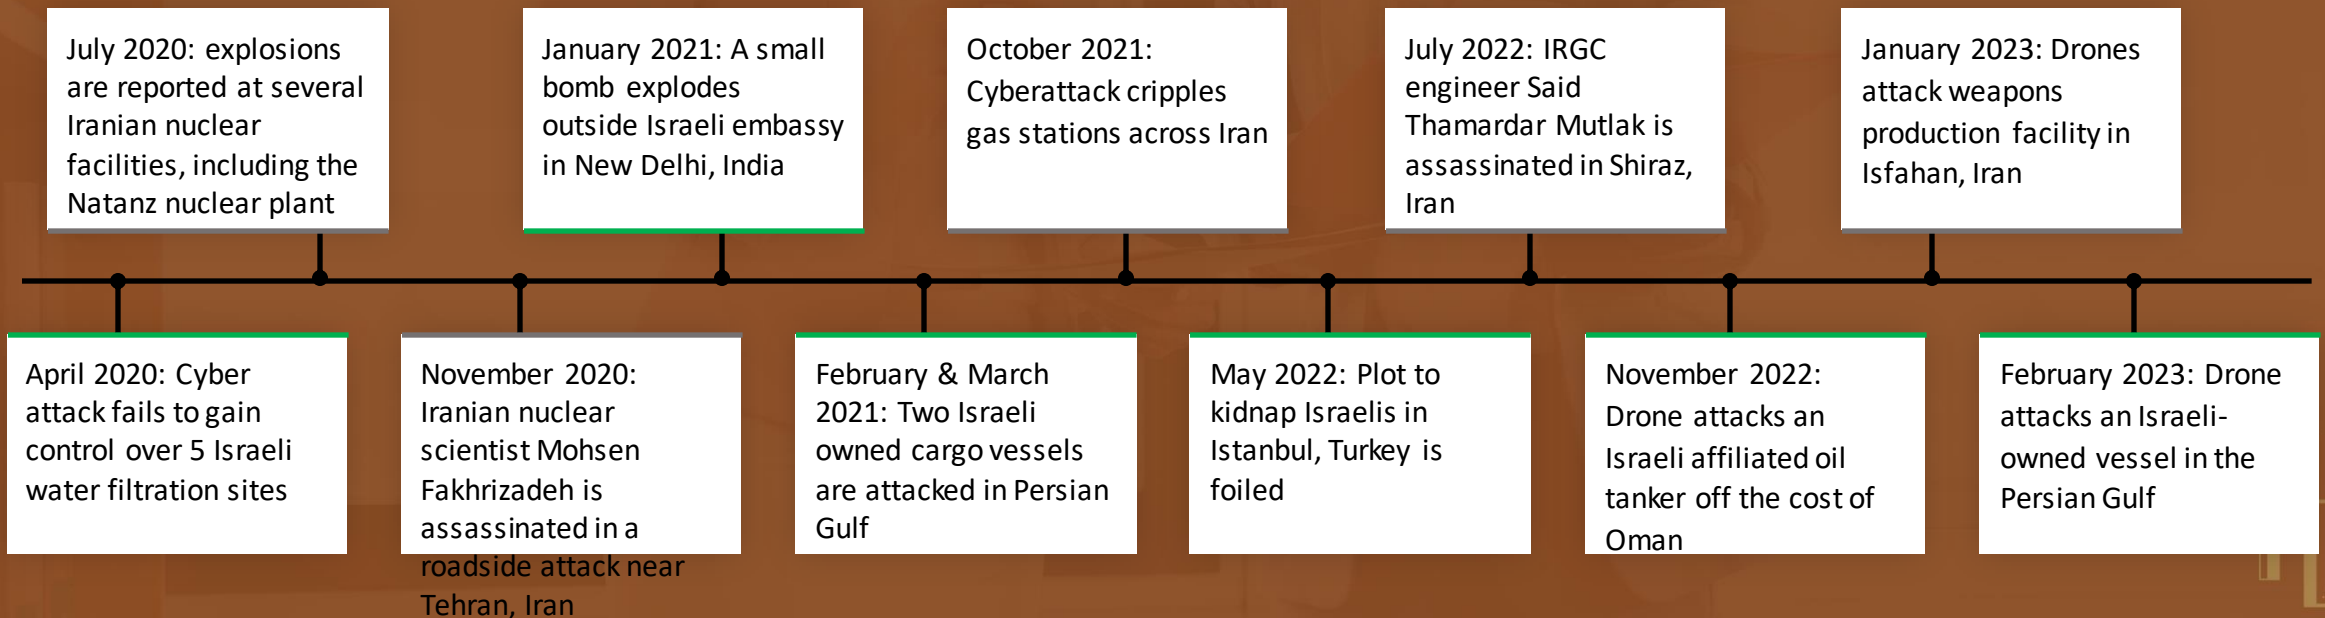 July 2020: explosions
are reported at several
Iranian nuclear
facilities, including the
Natanz nuclear plant
January 2021: A small
bomb explodes
outside Israeli embassy
in New Delhi, India
October 2021:
Cyberattack cripples
gas stations across Iran
July 2022: IRGC
engineer Said
Thamardar Mutlak is
assassinated in Shiraz,
Iran
January 2023: Drones
attack weapons
production facility in
Isfahan, Iran
April 2020: Cyber
attack fails to gain
control over 5 Israeli
water filtration sites
November 2020:
Iranian nuclear
scientist Mohsen
Fakhrizadeh is
assassinated in a
roadside attack near
Tehran, Iran
February & March
2021: Two Israeli
owned cargo vessels
are attacked in Persian
Gulf
May 2022: Plot to
kidnap Israelis in
Istanbul, Turkey is
foiled
November 2022:
Drone attacks an
Israeli affiliated oil
tanker off the cost of
Oman
February 2023: Drone
attacks an Israeli-
owned vessel in the
Persian Gulf